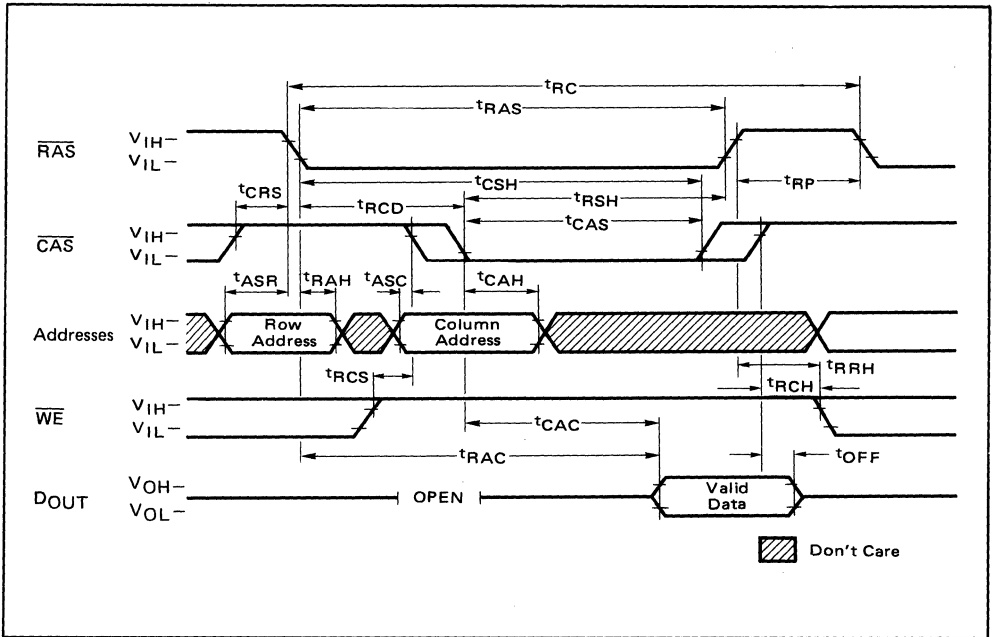 tRC
tRAS
RAS
VIH–
VIL–
tCSH
tRP
tCRS
tRSH
tRCD
tCAS
CAS
VIH–
VIL–
tASR
tRAH
tASC
tCAH
Addresses
VIH–
VIL–
Row
Address
Column
Address
tRRH
tRCS
tRCH
WE
VIH–
VIL–
tCAC
tRAC
tOFF
DOUT
VOH–
VOL–
OPEN
Valid
Data
Don't Care